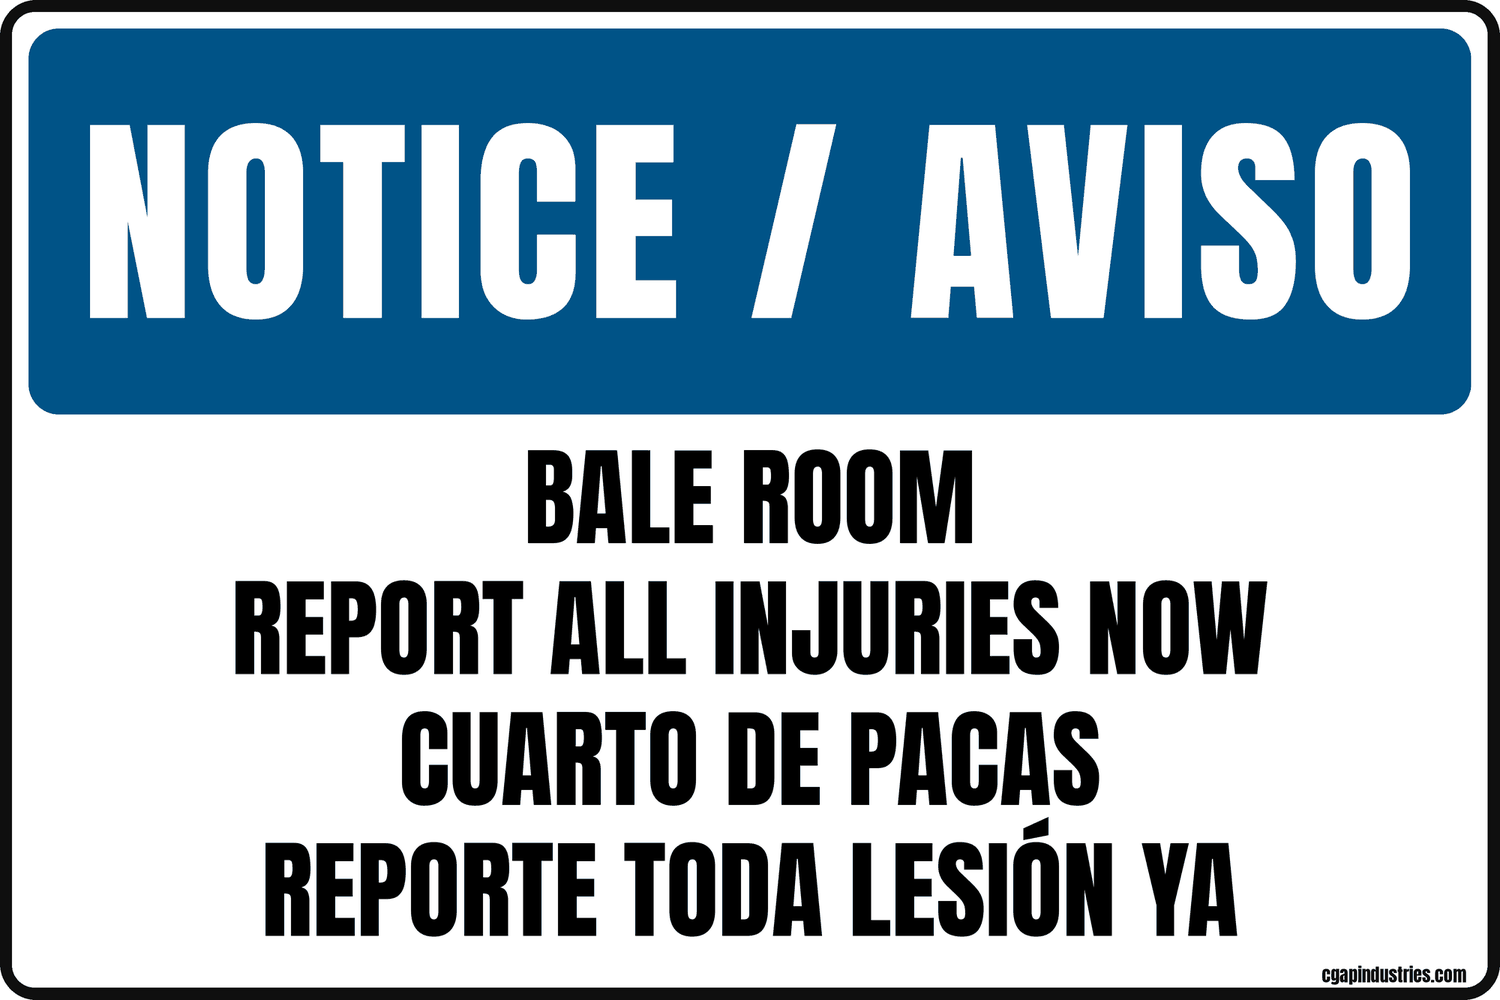 NOTICE / AVISO
BALE ROOM
REPORT ALL INJURIES NOW
CUARTO DE PACAS
REPORTE TODA LESIÓN YA
cgapindustries.com